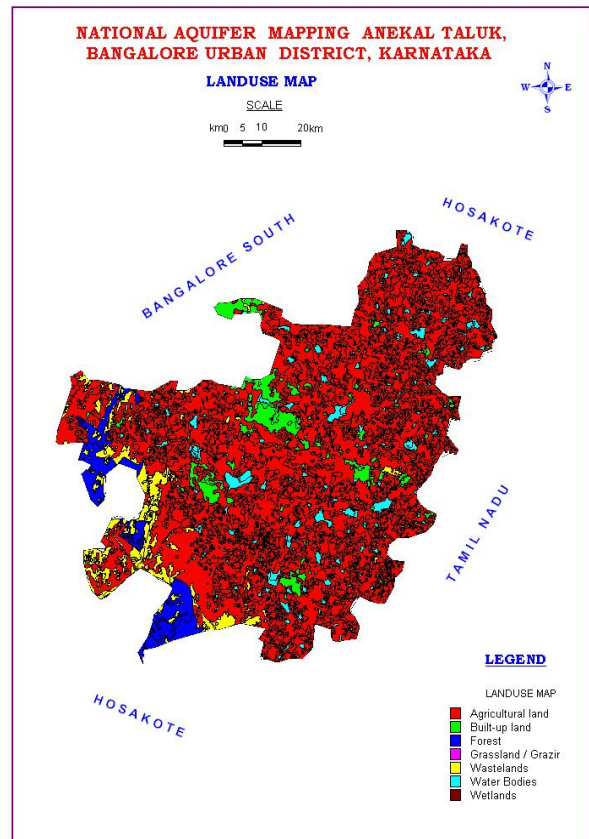 NATIONAL AQUIFER MAPPING ANEKAL TALUK,
BANGALORE URBAN DISTRICT, KARNATAKA
LANDUSE MAP
SCALE
km0 5 10 20km
N
W E
S
HOSAKOTE
BANGALORE SOUTH
TAMIL NADU
HOSAKOTE
LEGEND
LANDUSE MAP
Agricultural land
Built-up land
Forest
Grassland / Grazir
Wastelands
Water Bodies
Wetlands